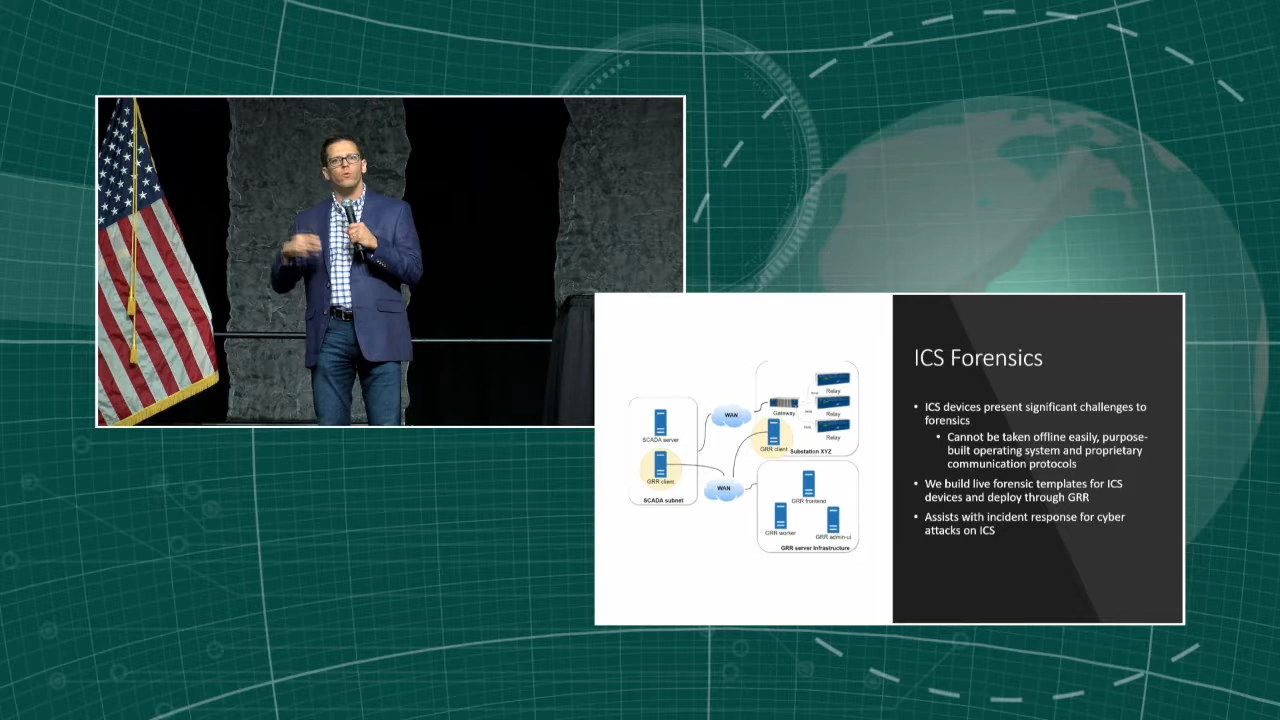 ICS Forensics
• ICS devices present significant challenges to
forensics
• Cannot be taken offline easily, purpose-
built operating system and proprietary
communication protocols
• We build live forensic templates for ICS
devices and deploy through GRR
• Assists with incident response for cyber
attacks on ICS
SCADA server
GRR client
SCADA subnet
WAN
WAN
Gateway
Relay
Relay
Relay
GRR client
Substation XYZ
GRR frontend
GRR worker
GRR admin-ui
GRR server infrastructure